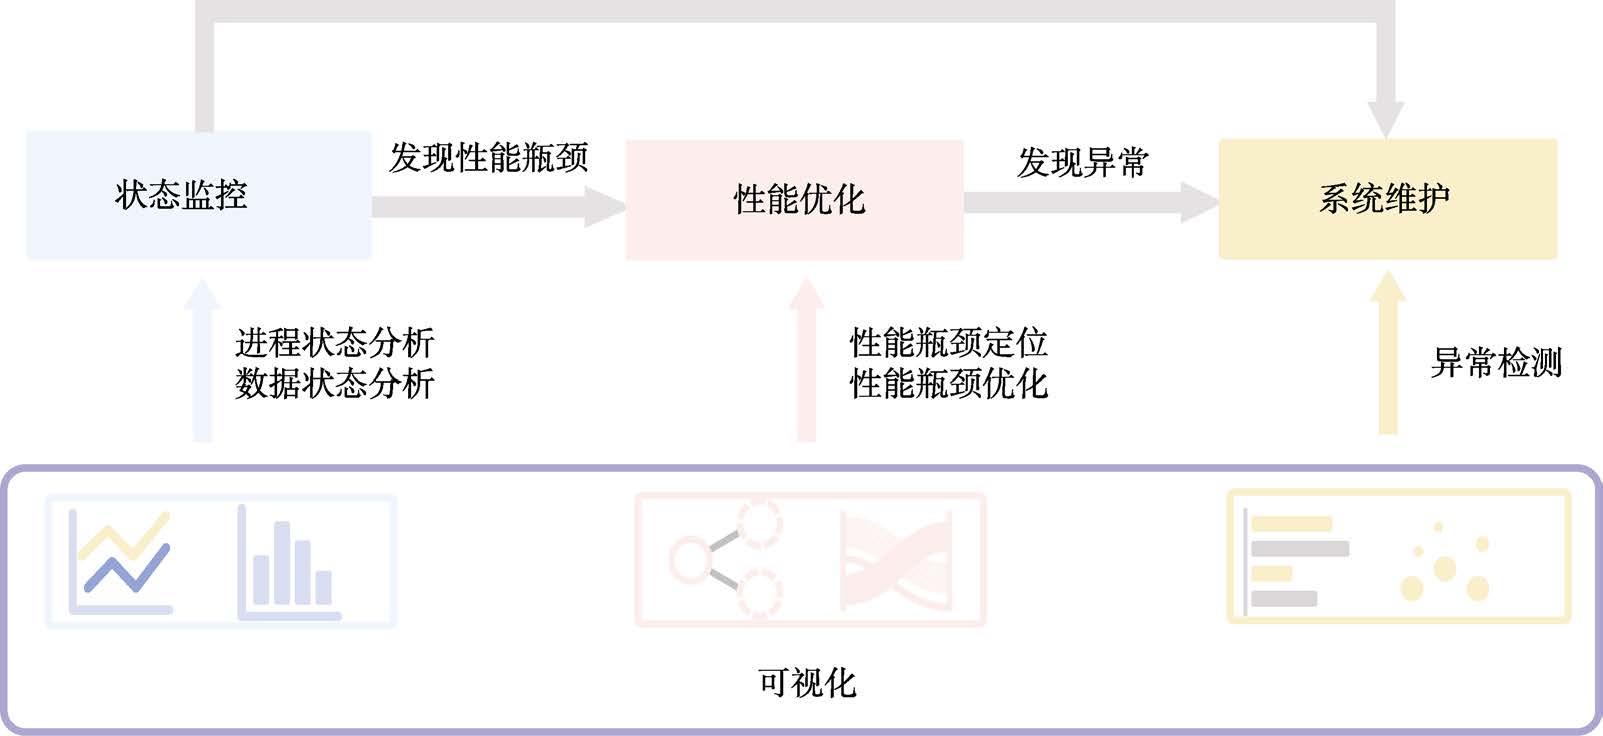 发现性能瓶颈
发现异常
状态监控
性能优化
系统维护
进程状态分析
数据状态分析
性能瓶颈定位
性能瓶颈优化
异常检测
可视化